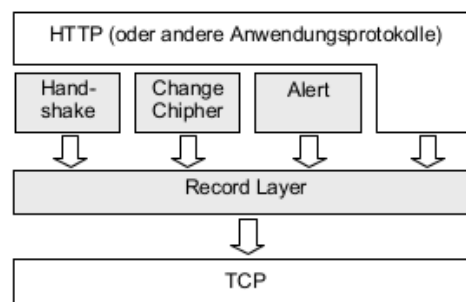 HTTP (oder andere Anwendungsprotokolle)
Hand-
shake
Change
Chipher
Alert
Record Layer
TCP